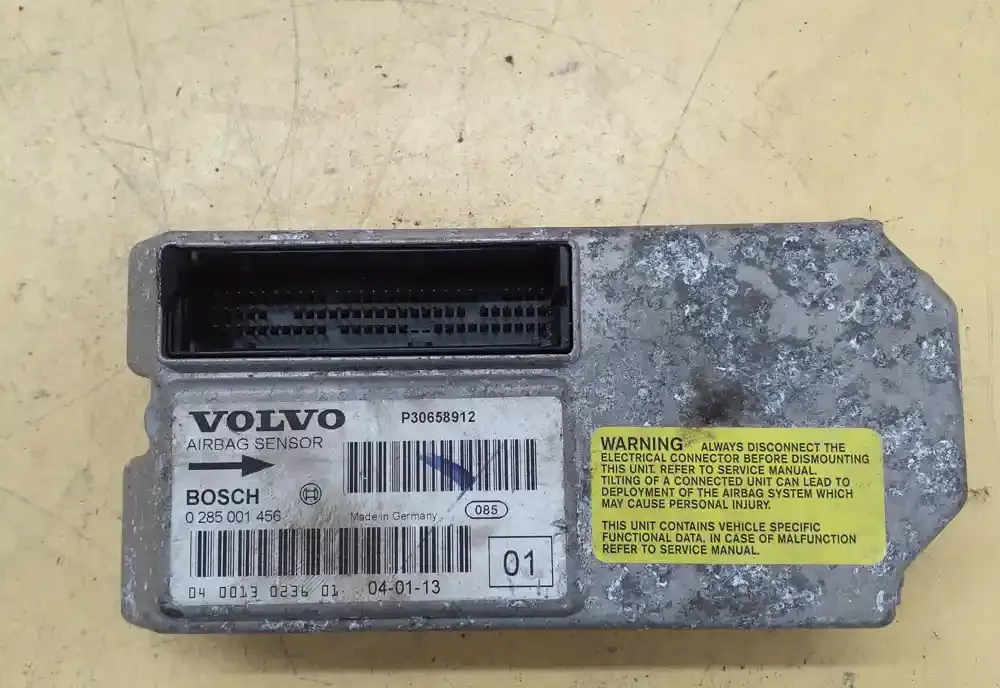 VOLVO
P30658912
AIRBAG SENSOR
BOSCH
0 285 001 456
Made in Germany
085
04 0013 0236 01
04-01-13
01
WARNING ALWAYS DISCONNECT THE
ELECTRICAL CONNECTOR BEFORE DISMOUNTING
THIS UNIT. REFER TO SERVICE MANUAL.
TILTING OF A CONNECTED UNIT CAN LEAD TO
DEPLOYMENT OF THE AIRBAG SYSTEM WHICH
MAY CAUSE PERSONAL INJURY.
THIS UNIT CONTAINS VEHICLE SPECIFIC
FUNCTIONAL DATA. IN CASE OF MALFUNCTION
REFER TO SERVICE MANUAL.